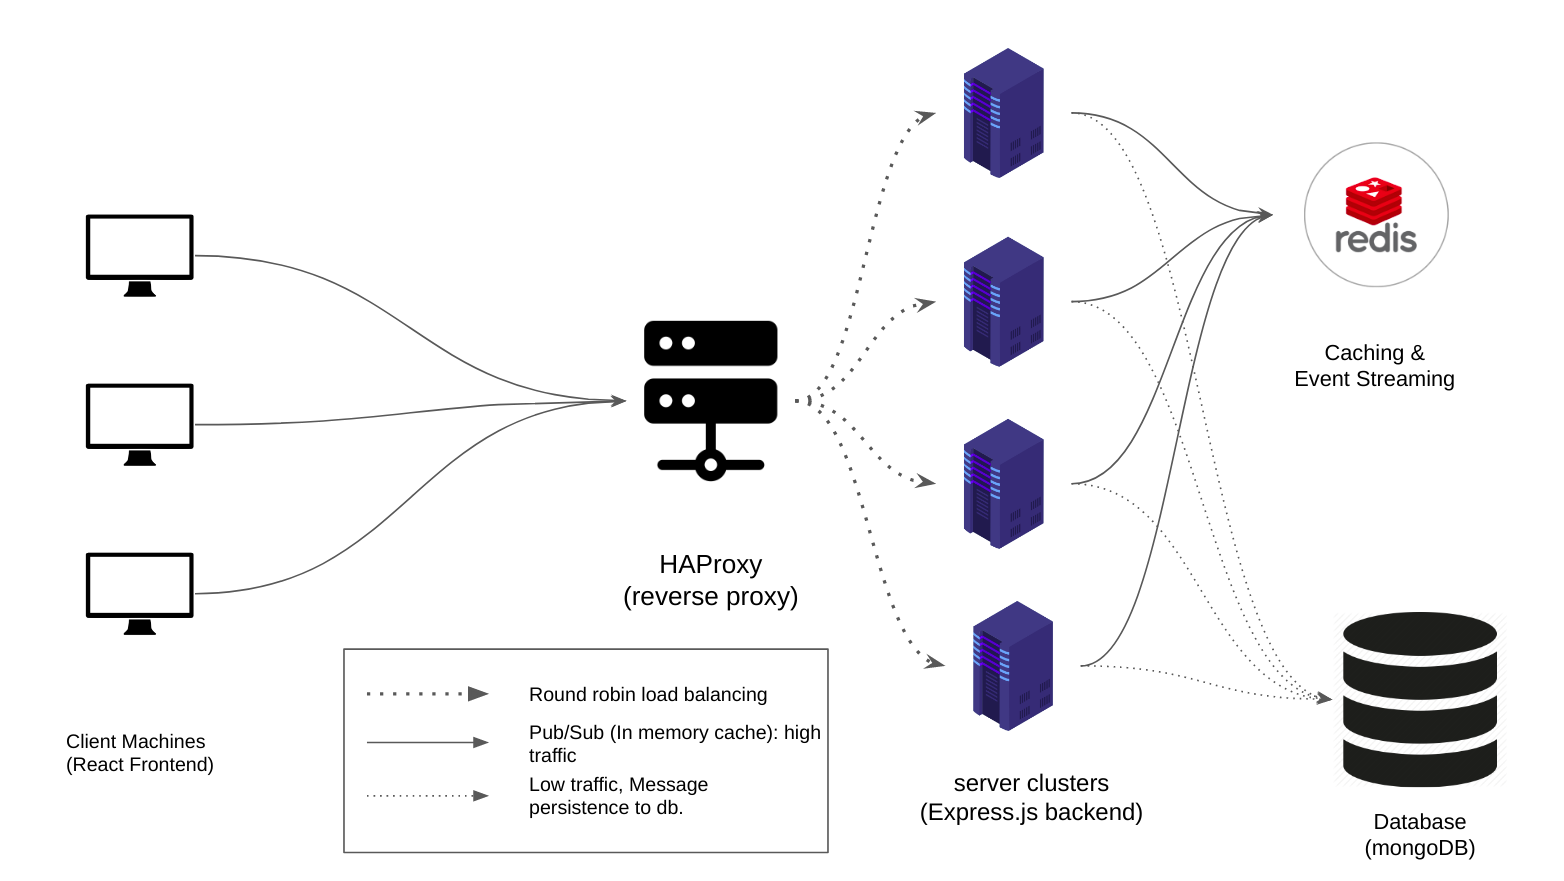 redis
Caching &
Event Streaming
HAProxy
(reverse proxy)
Round robin load balancing
Pub/Sub (In memory cache): high
traffic
Low traffic, Message
persistence to db.
Client Machines
(React Frontend)
server clusters
(Express.js backend)
Database
(mongoDB)